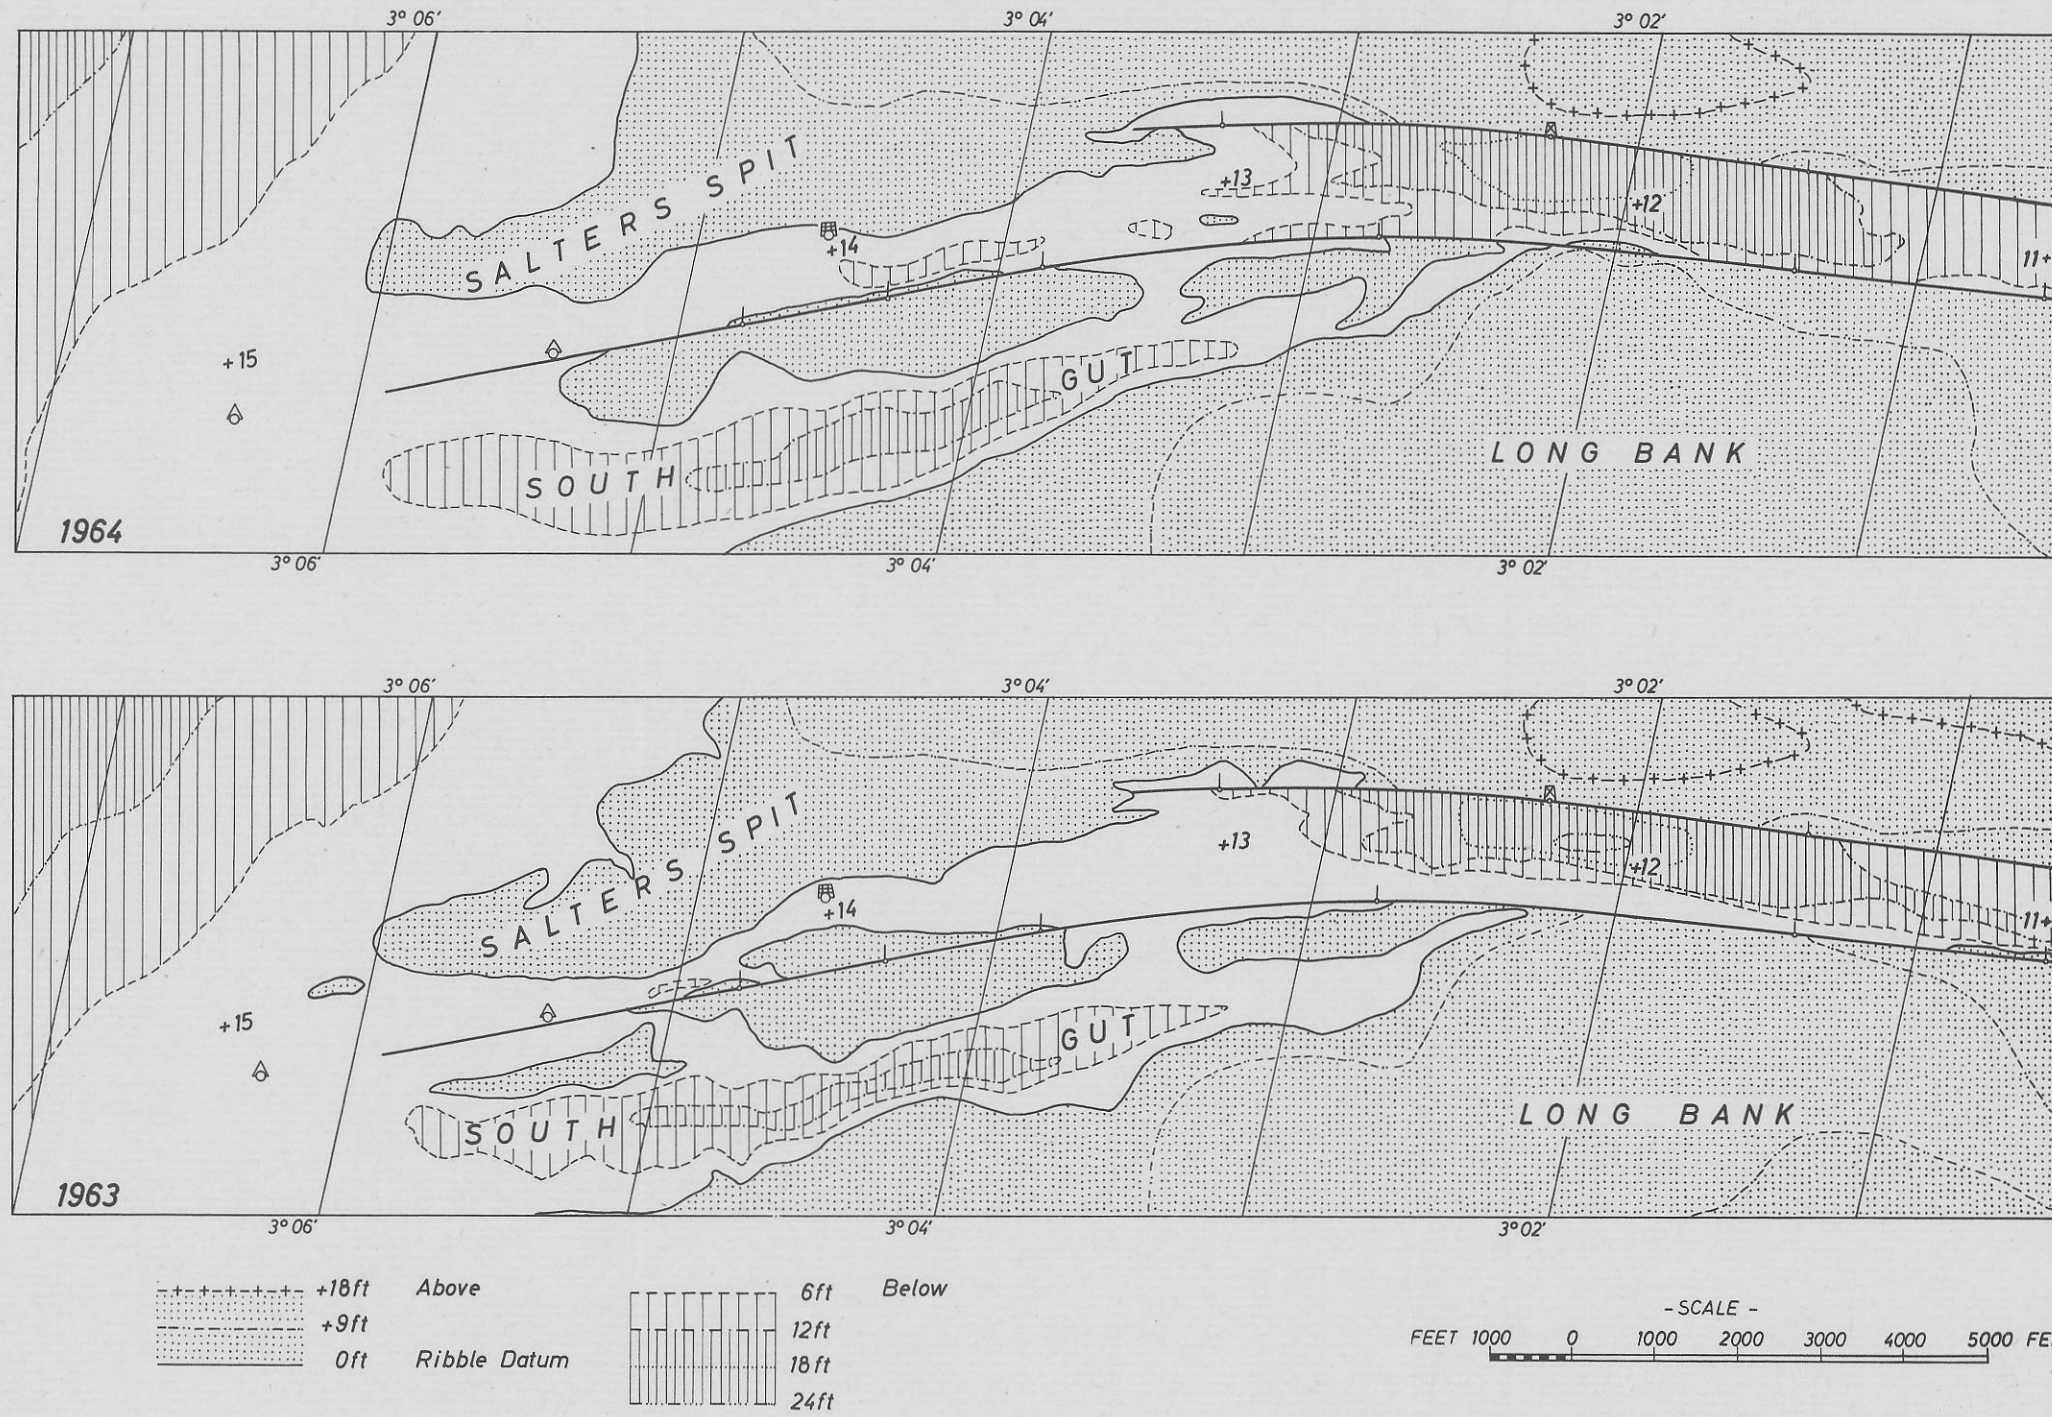 3° 06' 3° 04' 3° 02'
SALTERS SPIT
+13
+12
+14
11+
+15
GUT
LONG BANK
SOUTH
1964
3° 06' 3° 04' 3° 02'
3° 06' 3° 04' 3° 02'
SALTERS SPIT
+13
+12
+14
11+
+15
GUT
LONG BANK
SOUTH
1963
3° 06' 3° 04' 3° 02'
+18ft Above
+9ft
0ft Ribble Datum
6ft Below
12ft
18ft
24ft
- SCALE -
FEET 1000 0 1000 2000 3000 4000 5000 FE